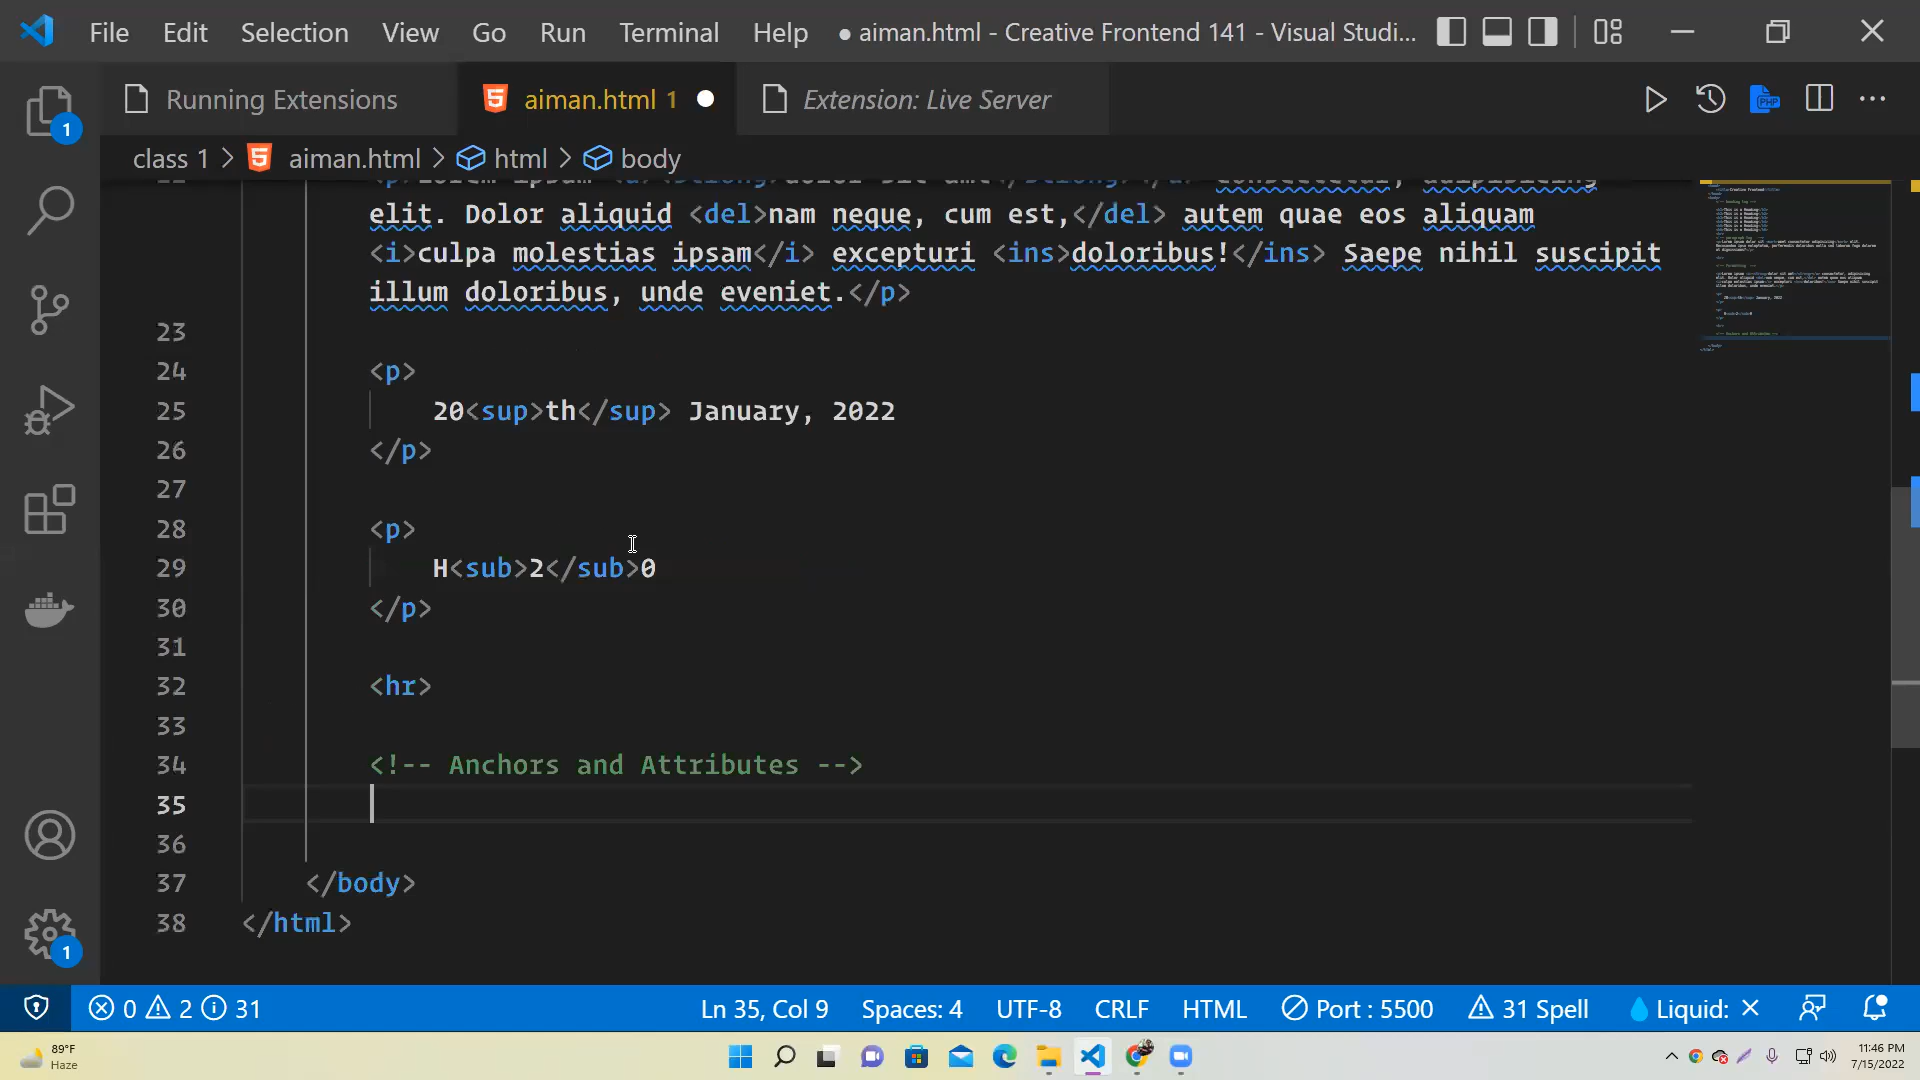 File Edit Selection View Go Run Terminal Help ● aiman.html - Creative Frontend 141 - Visual Studi...
Running Extensions aiman.html 1 Extension: Live Server
class 1 > aiman.html > html > body
elit. Dolor aliquid <del>nam neque, cum est,</del> autem quae eos aliquam
<i>culpa molestias ipsam</i> excepturi <ins>doloribus!</ins> Saepe nihil suscipit
illum doloribus, unde eveniet.</p>
23
24 <p>
25 20<sup>th</sup> January, 2022
26 </p>
27
28 <p>
29 H<sub>2</sub>0
30 </p>
31
32 <hr>
33
34 <!-- Anchors and Attributes -->
35
36
37 </body>
38 </html>
1
1
0 2 31 Ln 35, Col 9 Spaces: 4 UTF-8 CRLF HTML Port : 5500 31 Spell Liquid:
89°F
Haze
11:46 PM
7/15/2022